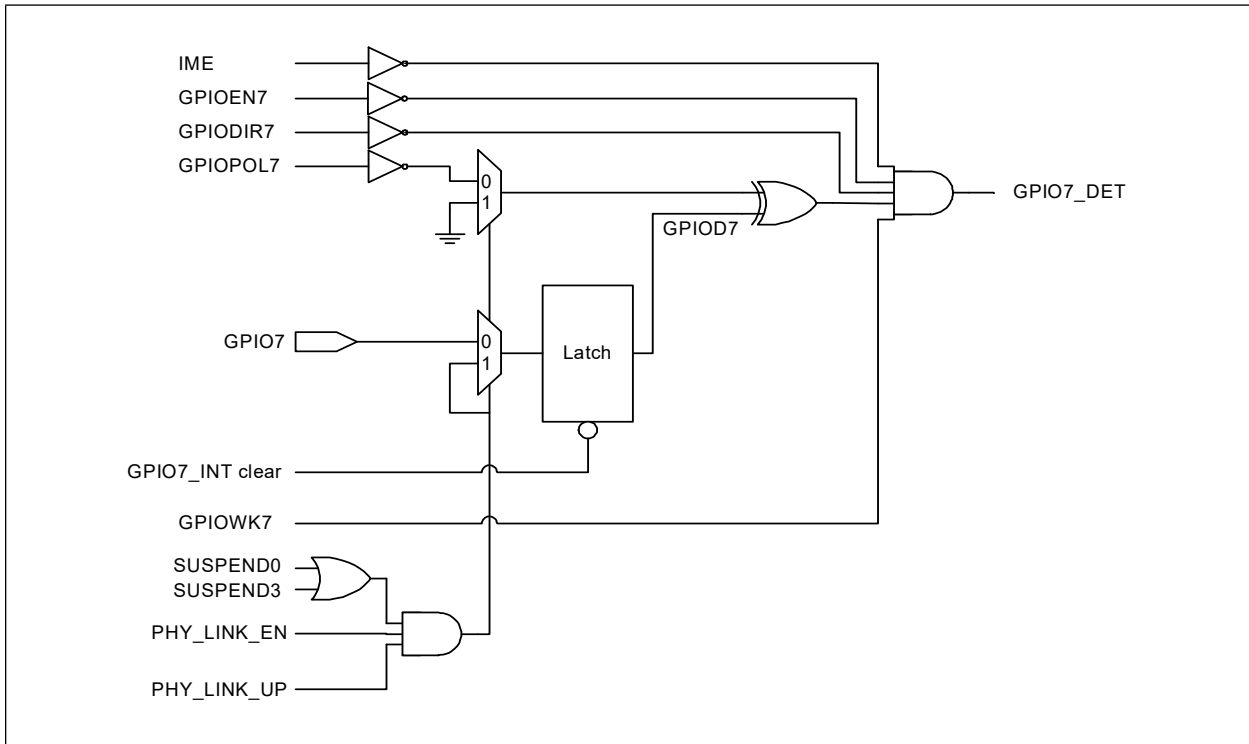 IME
GPIOEN7
GPIODIR7
GPIOPOL7
0
1
GPIO7_DET
GPIOD7
GPIO7
0
1
Latch
GPIO7_INT clear
GPIOWK7
SUSPEND0
SUSPEND3
PHY_LINK_EN
PHY_LINK_UP